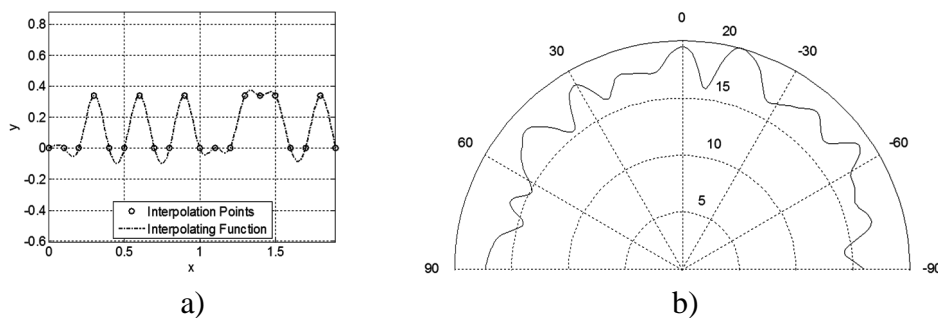 0.8
0.6
0.4
0.2
0
-0.2
-0.4
-0.6
y
0 0.5 1 1.5
x
Interpolation Points
Interpolating Function
a)
0
30 20 -30
15
60 10 -60
5
90 -90
b)